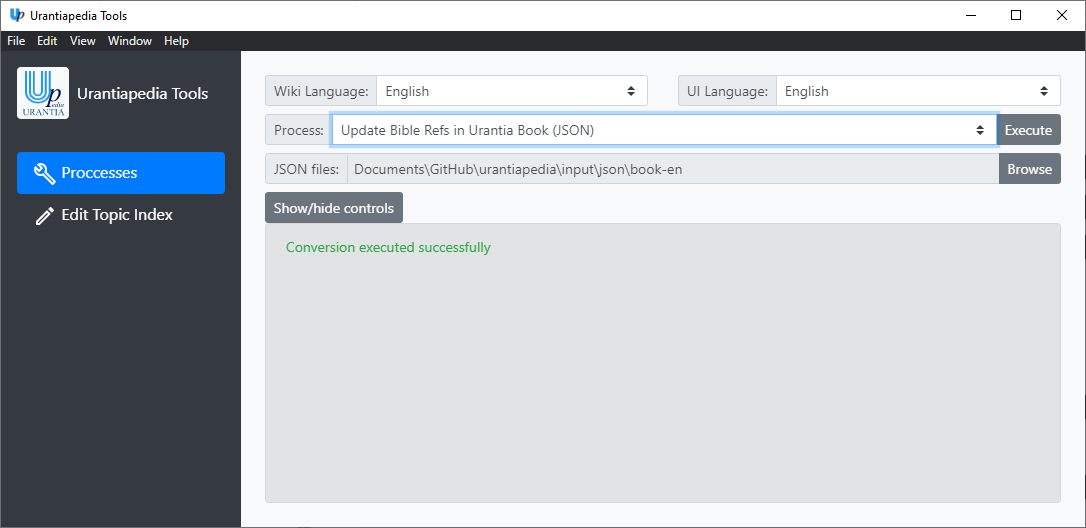 Up Urantiapedia Tools
File Edit View Window Help
Up
pedia
URANTIA
Urantiapedia Tools
Proccesses
Edit Topic Index
Wiki Language: English UI Language: English
Process: Update Bible Refs in Urantia Book (JSON) Execute
JSON files: Documents\GitHub\urantiapedia\input\json\book-en Browse
Show/hide controls
Conversion executed successfully